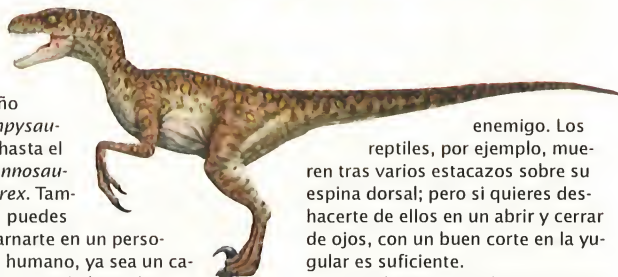 ño
npysau-
hasta el
nnosau-
rex. Tam-
puedes
arnarte en un perso-
humano, ya sea un ca-
enemigo. Los
reptiles, por ejemplo, mue-
ren tras varios estacazos sobre su
espina dorsal; pero si quieres des-
hacerte de ellos en un abrir y cerrar
de ojos, con un buen corte en la yu-
gular es suficiente.